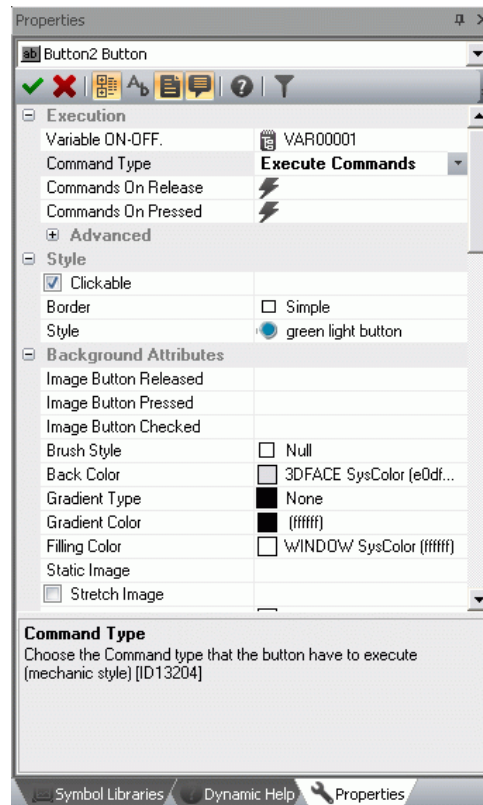 Properties
ab Button2 Button
Execution
Variable ON-OFF. VAR00001
Command Type Execute Commands
Commands On Release
Commands On Pressed
Advanced
Style
Clickable
Border Simple
Style green light button
Background Attributes
Image Button Released
Image Button Pressed
Image Button Checked
Brush Style Null
Back Color 3DFACE SysColor (e0df...
Gradient Type None
Gradient Color (ffffff)
Filling Color WINDOW SysColor (ffffff)
Static Image
Stretch Image
Command Type
Choose the Command type that the button have to execute
(mechanic style) [ID13204]
Symbol Libraries Dynamic Help Properties